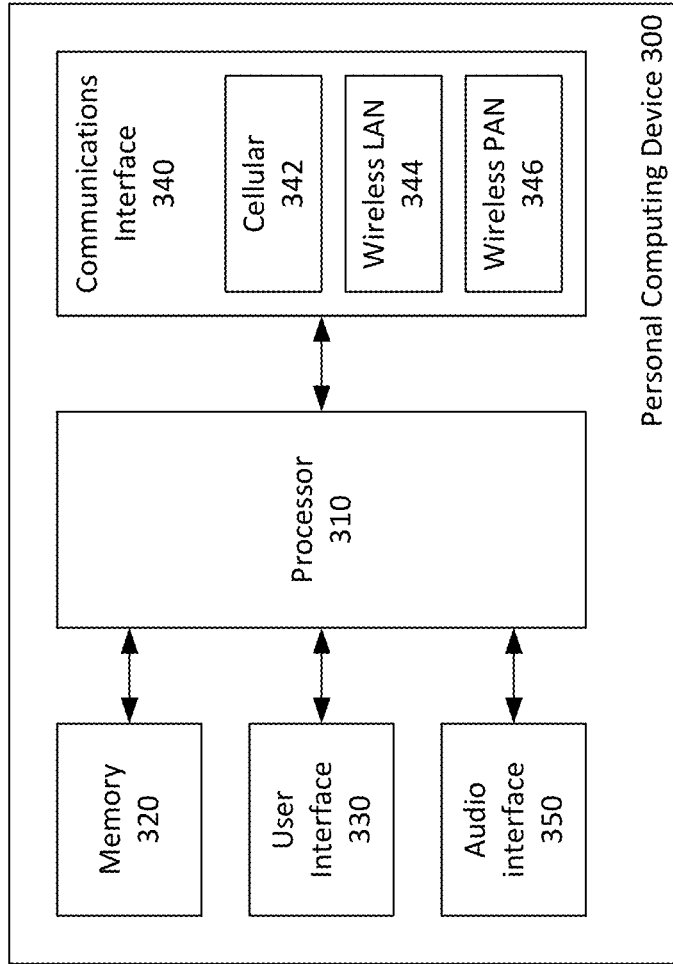 Communications
Interface
340
Cellular
342
Wireless LAN
344
Wireless PAN
346
Processor
310
Memory
320
User
Interface
330
Audio
interface
350
Personal Computing Device 300